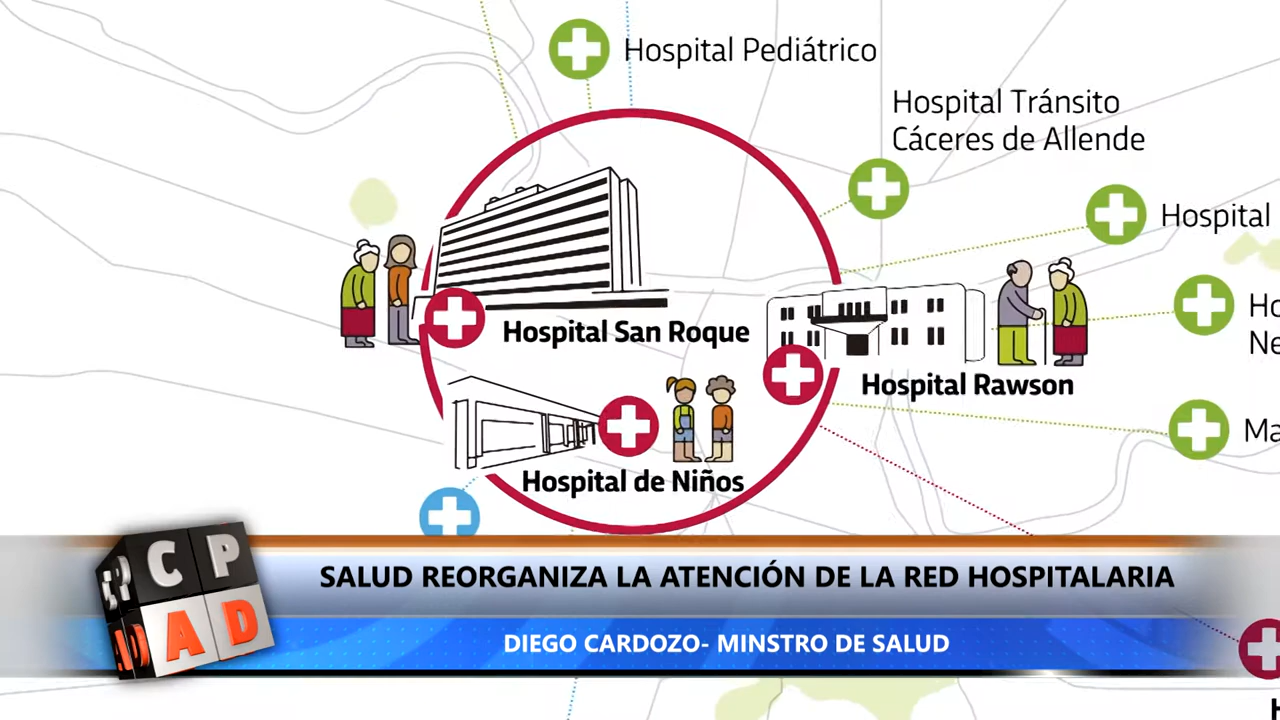 Hospital Pediátrico
Hospital Tránsito
Cáceres de Allende
Hospital
Hospital San Roque
Hospital Rawson
Hospital de Niños
CP
AD
SALUD REORGANIZA LA ATENCIÓN DE LA RED HOSPITALARIA
DIEGO CARDOZO- MINSTRO DE SALUD